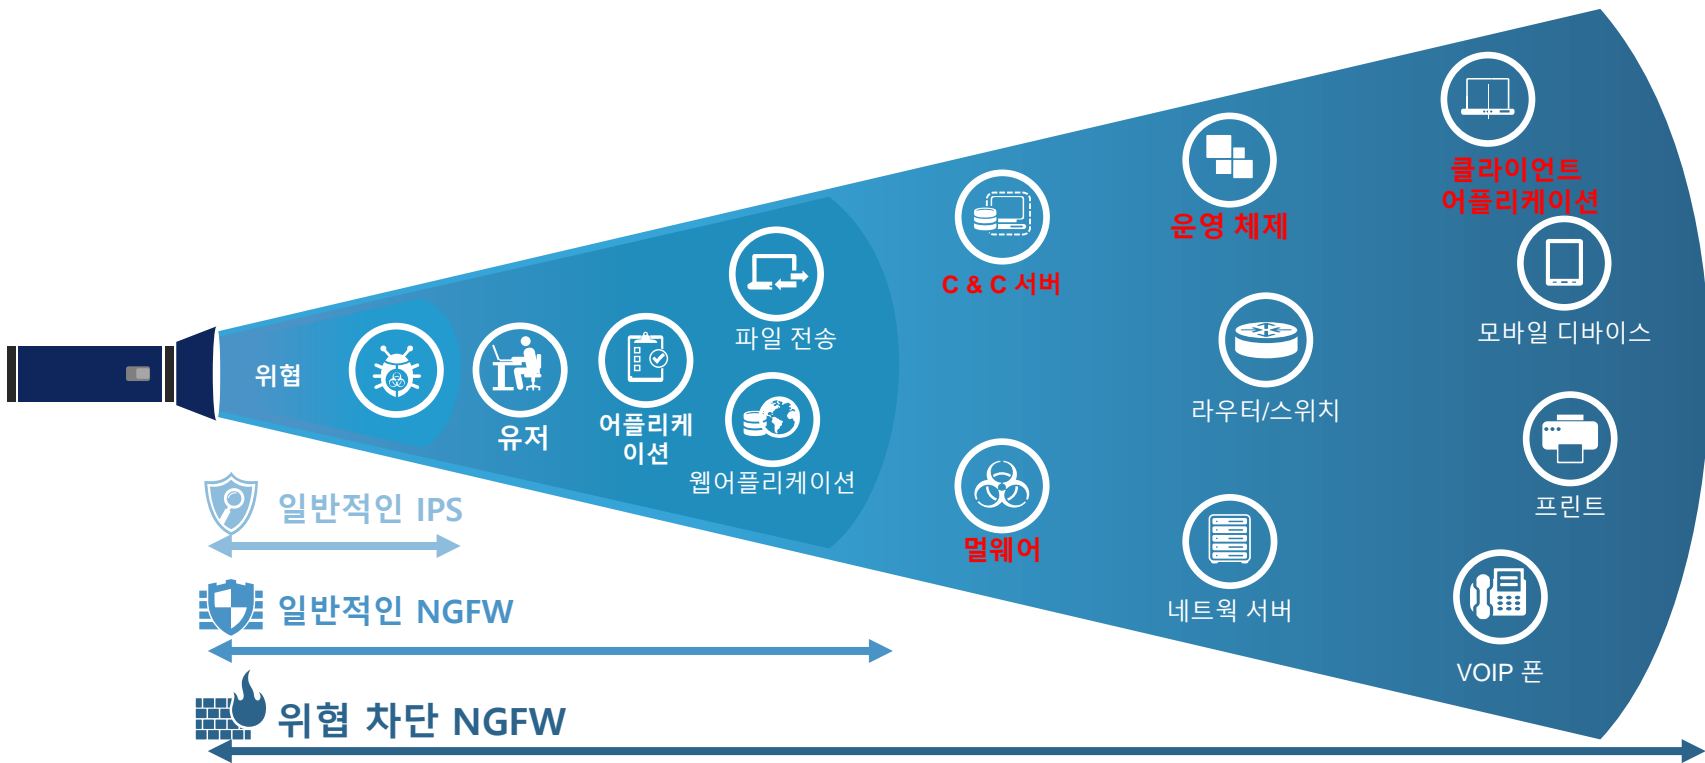 위협
유저
어플리케
이션
파일 전송
웹어플리케이션
C & C 서버
멀웨어
운영 체제
라우터/스위치
네트웍 서버
클라이언트
어플리케이션
모바일 디바이스
프린트
VOIP 폰
일반적인 IPS
일반적인 NGFW
위협 차단 NGFW